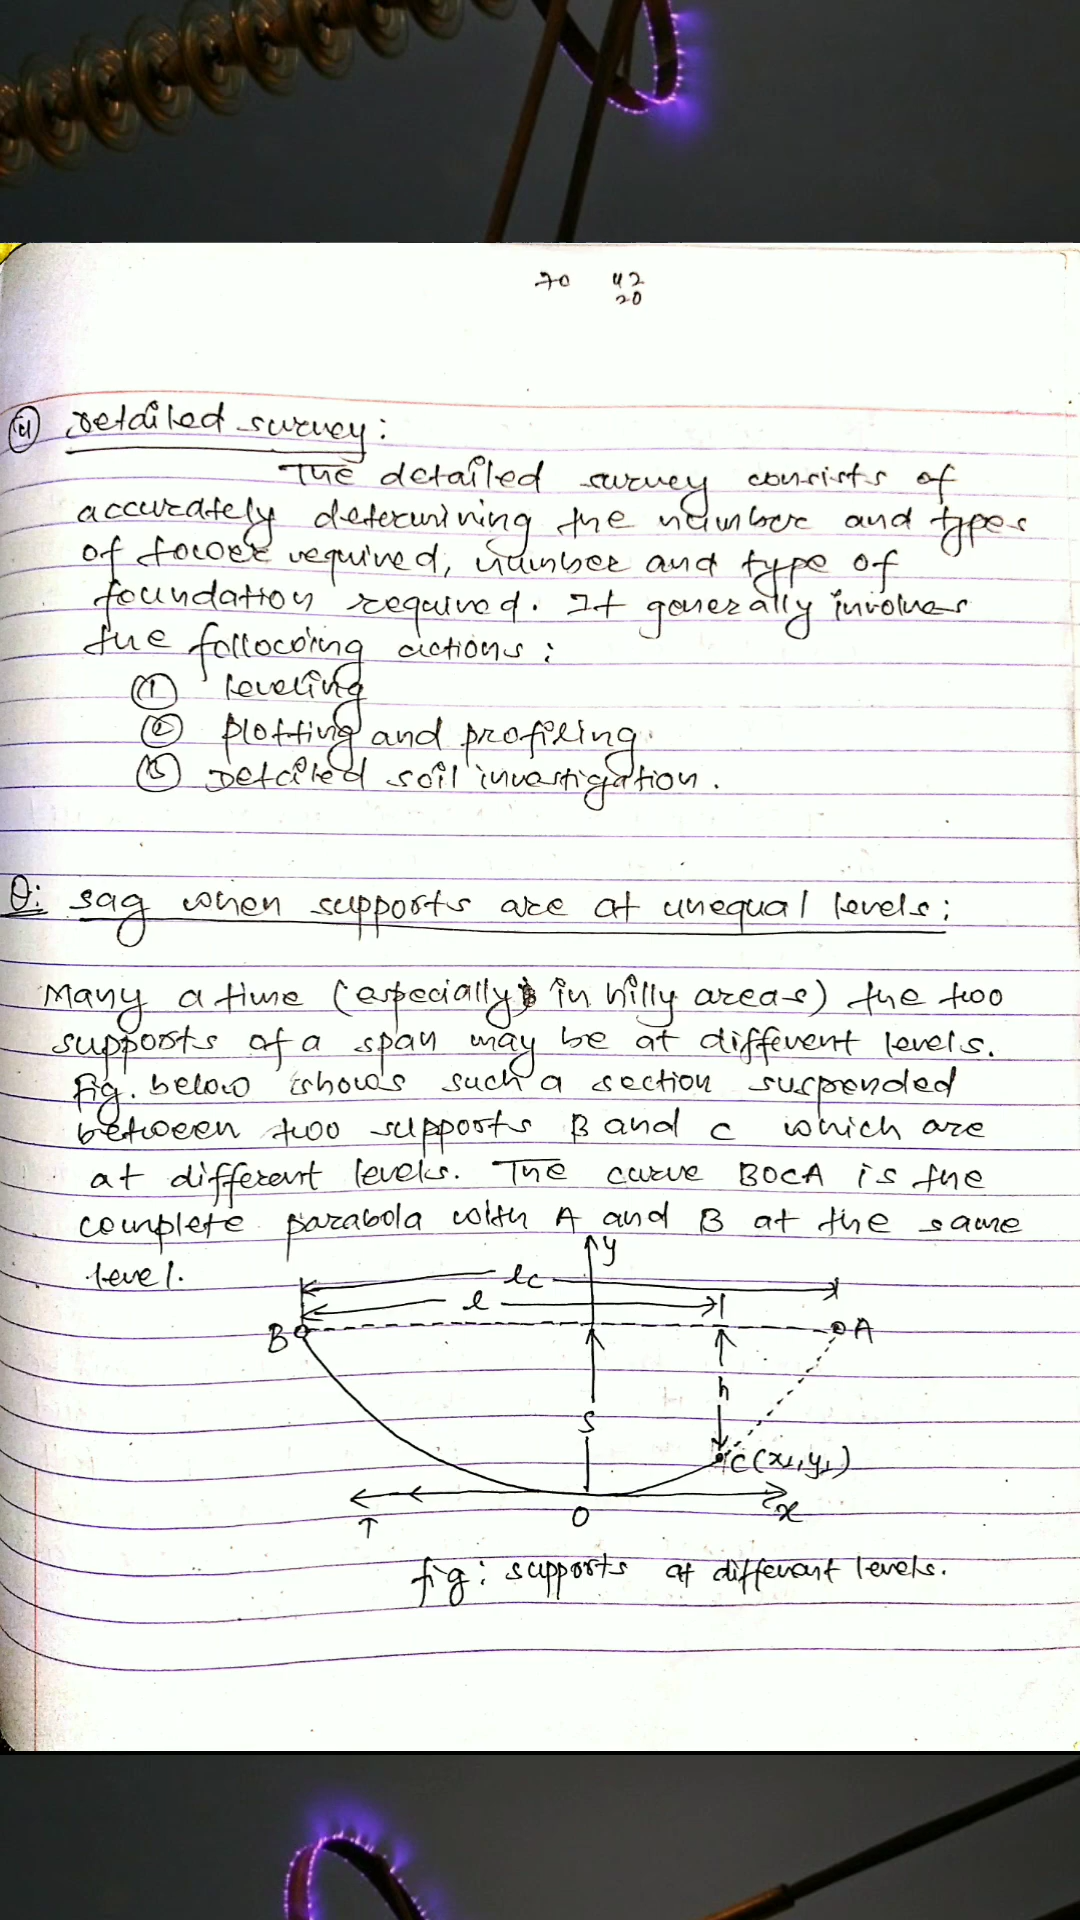 70 42
20
Detailed survey:
The detailed survey consists of
accurately determining the number and types
of tower required, number and type of
foundation required. It generally involves
the following actions:
① leveling
② plotting and profiling.
③ Detailed soil investigation.
Q: sag when supports are at unequal levels:
Many a time (especially in hilly areas) the two
supports of a span may be at different levels.
Fig. below shows such a section suspended
between two supports B and C which are
at different levels. The curve BOCA is the
complete parabola with A and B at the same
level.
y
lc
l
B A
h
S
C(x₁,y₁)
T O x
fig: supports at different levels.